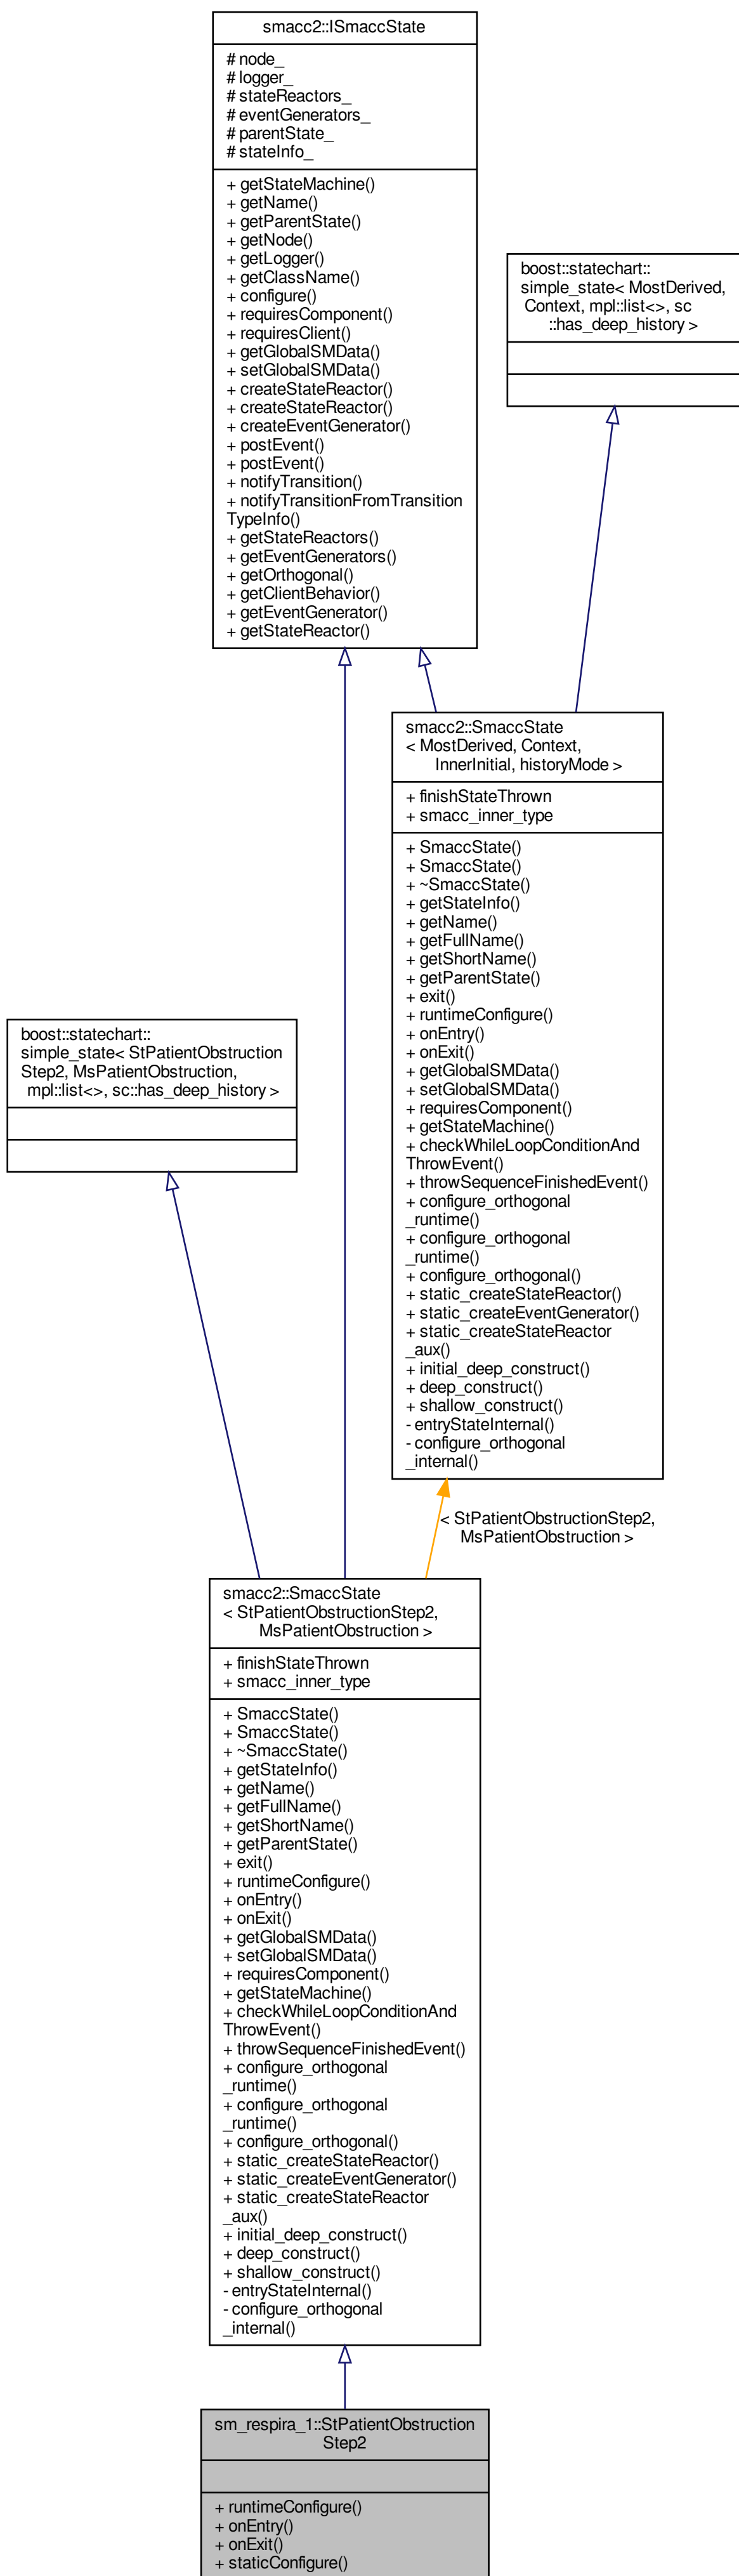 smacc2::ISmaccState
# node_
# logger_
# stateReactors_
# eventGenerators_
# parentState_
# stateInfo_
+ getStateMachine()
+ getName()
+ getParentState()
+ getNode()
+ getLogger()
+ getClassName()
+ configure()
+ requiresComponent()
+ requiresClient()
+ getGlobalSMData()
+ setGlobalSMData()
+ createStateReactor()
+ createStateReactor()
+ createEventGenerator()
+ postEvent()
+ postEvent()
+ notifyTransition()
+ notifyTransitionFromTransition
TypeInfo()
+ getStateReactors()
+ getEventGenerators()
+ getOrthogonal()
+ getClientBehavior()
+ getEventGenerator()
+ getStateReactor()
boost::statechart::
simple_state< MostDerived,
Context, mpl::list<>, sc
::has_deep_history >
smacc2::SmaccState
< MostDerived, Context,
InnerInitial, historyMode >
+ finishStateThrown
+ smacc_inner_type
+ SmaccState()
+ SmaccState()
+ ~SmaccState()
+ getStateInfo()
+ getName()
+ getFullName()
+ getShortName()
+ getParentState()
+ exit()
+ runtimeConfigure()
+ onEntry()
+ onExit()
+ getGlobalSMData()
+ setGlobalSMData()
+ requiresComponent()
+ getStateMachine()
+ checkWhileLoopConditionAnd
ThrowEvent()
+ throwSequenceFinishedEvent()
+ configure_orthogonal
_runtime()
+ configure_orthogonal
_runtime()
+ configure_orthogonal()
+ static_createStateReactor()
+ static_createEventGenerator()
+ static_createStateReactor
_aux()
+ initial_deep_construct()
+ deep_construct()
+ shallow_construct()
- entryStateInternal()
- configure_orthogonal
_internal()
boost::statechart::
simple_state< StPatientObstruction
Step2, MsPatientObstruction,
mpl::list<>, sc::has_deep_history >
< StPatientObstructionStep2,
MsPatientObstruction >
smacc2::SmaccState
< StPatientObstructionStep2,
MsPatientObstruction >
+ finishStateThrown
+ smacc_inner_type
+ SmaccState()
+ SmaccState()
+ ~SmaccState()
+ getStateInfo()
+ getName()
+ getFullName()
+ getShortName()
+ getParentState()
+ exit()
+ runtimeConfigure()
+ onEntry()
+ onExit()
+ getGlobalSMData()
+ setGlobalSMData()
+ requiresComponent()
+ getStateMachine()
+ checkWhileLoopConditionAnd
ThrowEvent()
+ throwSequenceFinishedEvent()
+ configure_orthogonal
_runtime()
+ configure_orthogonal
_runtime()
+ configure_orthogonal()
+ static_createStateReactor()
+ static_createEventGenerator()
+ static_createStateReactor
_aux()
+ initial_deep_construct()
+ deep_construct()
+ shallow_construct()
- entryStateInternal()
- configure_orthogonal
_internal()
sm_respira_1::StPatientObstruction
Step2
+ runtimeConfigure()
+ onEntry()
+ onExit()
+ staticConfigure()